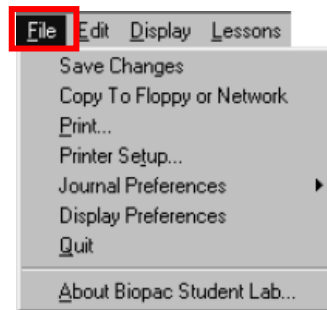 File Edit Display Lessons
Save Changes
Copy To Floppy or Network
Print...
Printer Setup...
Journal Preferences
Display Preferences
Quit
About Biopac Student Lab...